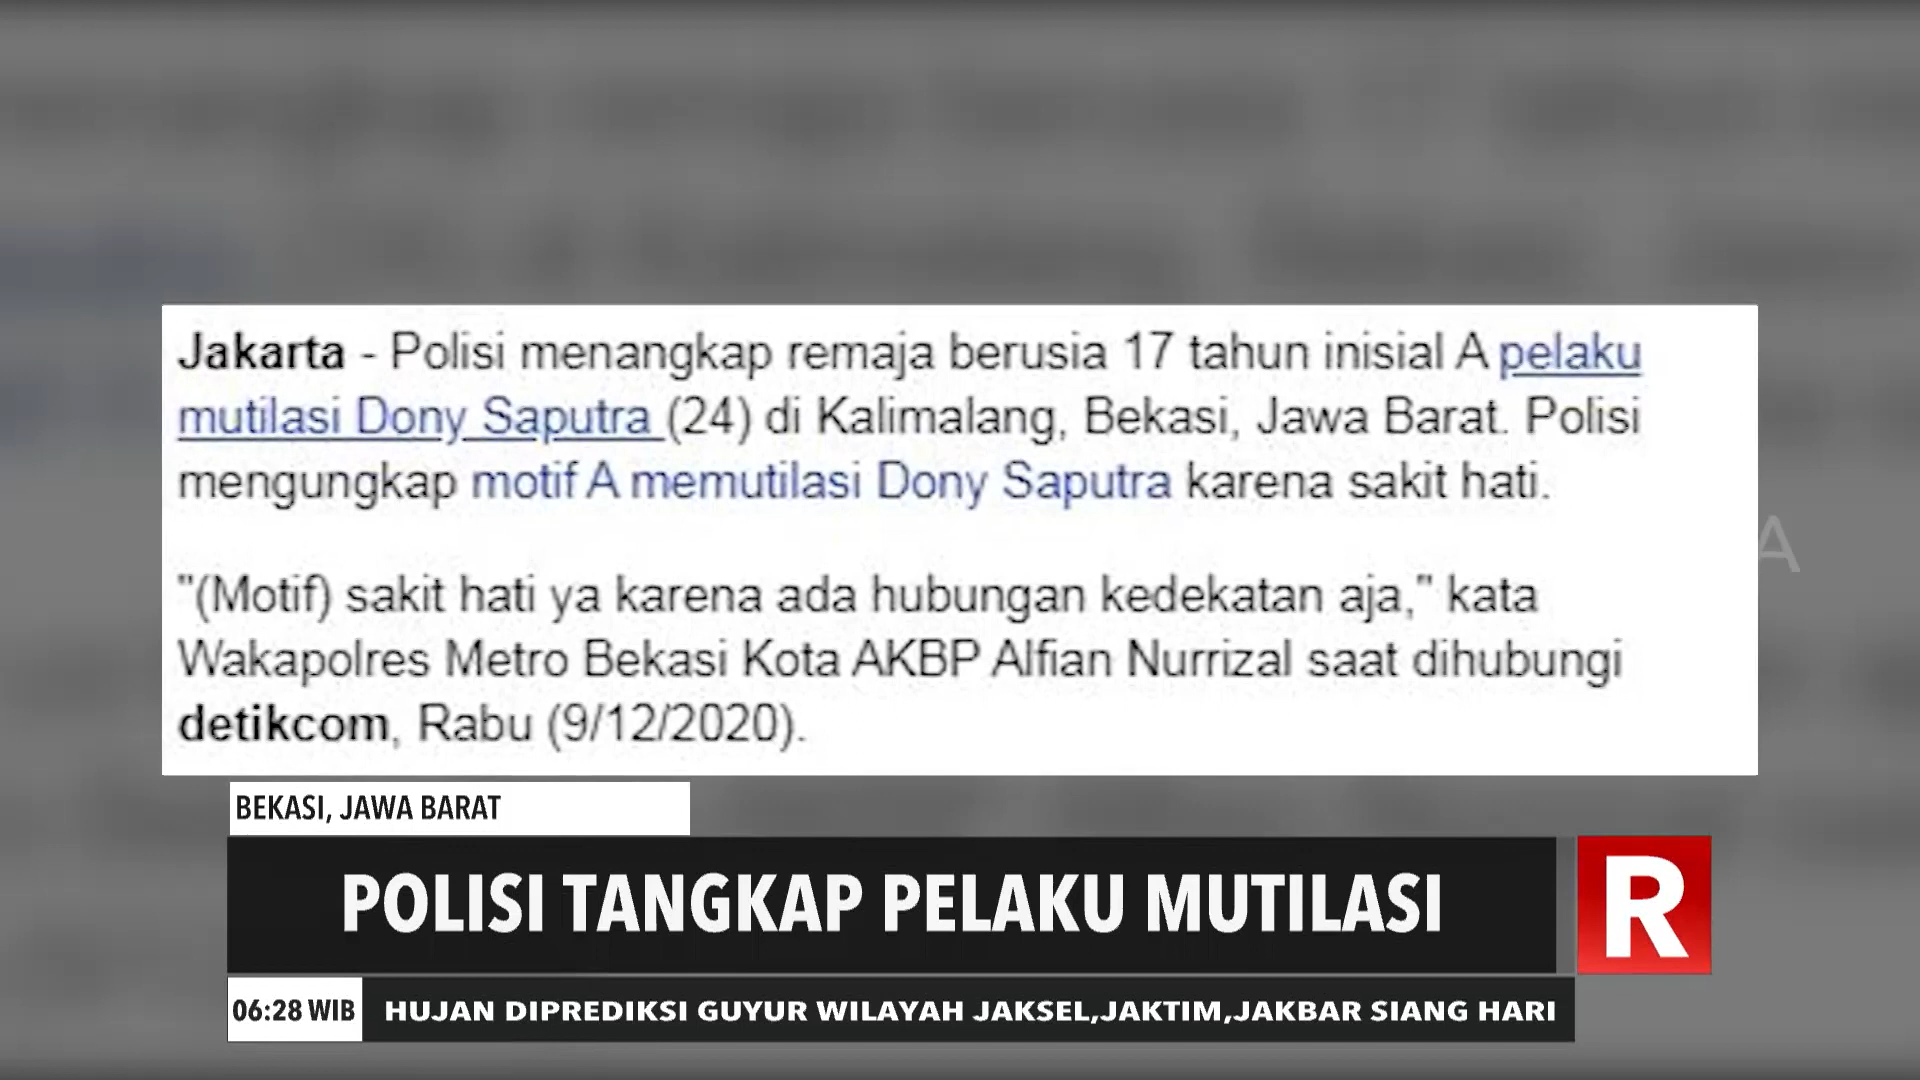 Jakarta - Polisi menangkap remaja berusia 17 tahun inisial A pelaku
mutilasi Dony Saputra (24) di Kalimalang, Bekasi, Jawa Barat. Polisi
mengungkap motif A memutilasi Dony Saputra karena sakit hati.
"(Motif) sakit hati ya karena ada hubungan kedekatan aja," kata
Wakapolres Metro Bekasi Kota AKBP Alfian Nurrizal saat dihubungi
detikcom, Rabu (9/12/2020).
A
BEKASI, JAWA BARAT
POLISI TANGKAP PELAKU MUTILASI
R
06:28 WIB
HUJAN DIPREDIKSI GUYUR WILAYAH JAKSEL,JAKTIM,JAKBAR SIANG HARI